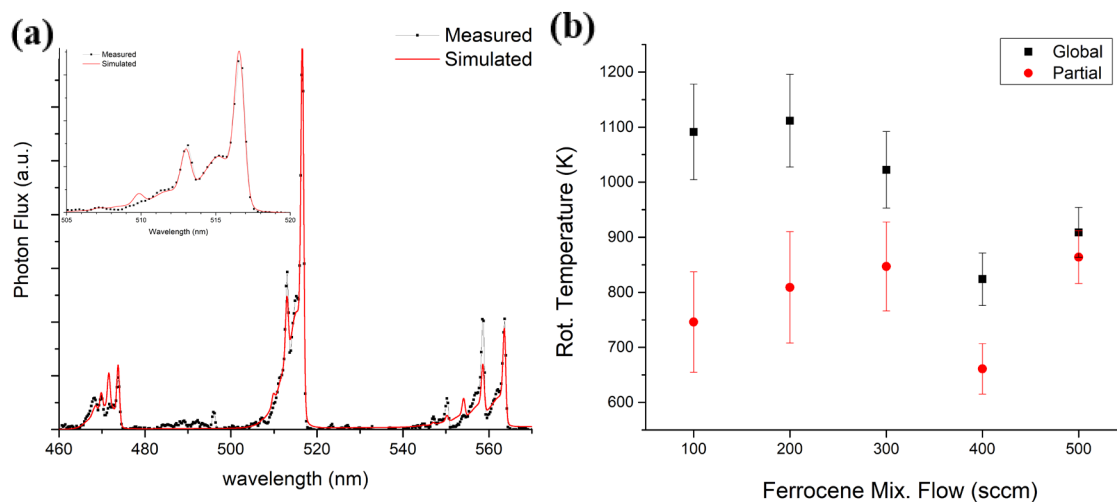 (a)
Measured
Simulated
Measured
Simulated
505
510
515
520
Wavelength (nm)
Photon Flux (a.u.)
460
480
500
520
540
560
wavelength (nm)
(b)
Global
Partial
1200
1100
1000
900
800
700
600
Rot. Temperature (K)
100
200
300
400
500
Ferrocene Mix. Flow (sccm)